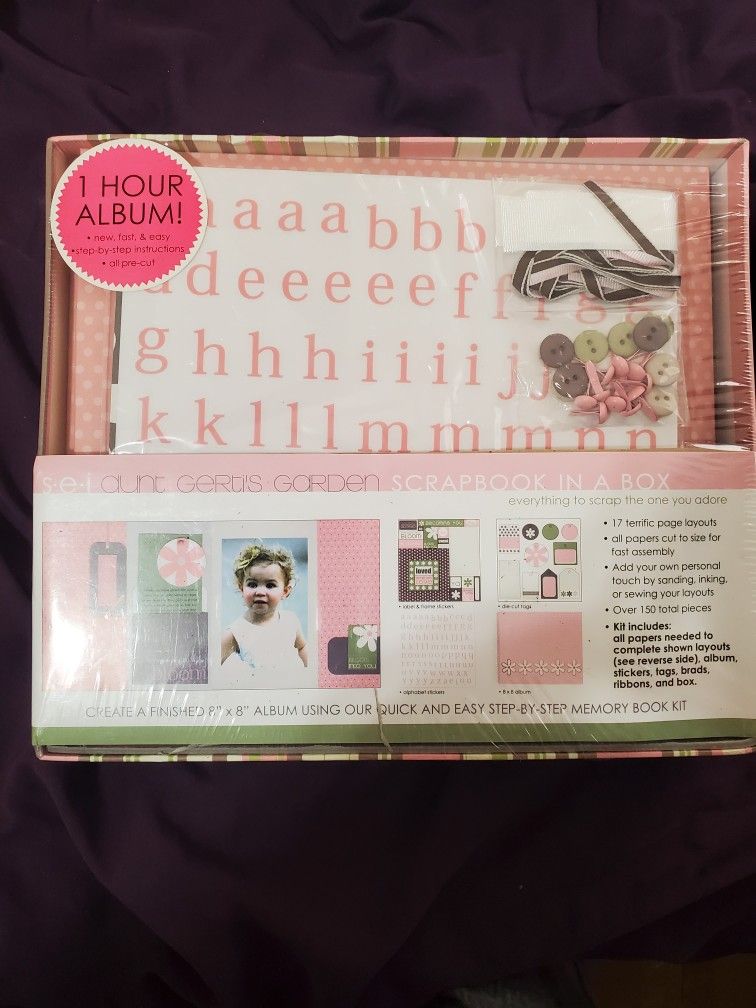 1 HOUR
ALBUM!
• new, fast, & easy
• step-by-step instructions
• all pre-cut
a a a a b b b
d d e e e e e f f f g g
g h h h h i i i i j j
k k l l l m m m m n n
s.e.i. aunt Gerti's Garden SCRAPBOOK IN A BOX
everything to scrap the one you adore
BLOOM
loved
• label & frame stickers
• die-cut tags
• alphabet stickers
• 8 x 8 album
• 17 terrific page layouts
• all papers cut to size for
fast assembly
• Add your own personal
touch by sanding, inking,
or sewing your layouts
• Over 150 total pieces
• Kit includes:
all papers needed to
complete shown layouts
(see reverse side), album,
stickers, tags, brads,
ribbons, and box.
CREATE A FINISHED 8" x 8" ALBUM USING OUR QUICK AND EASY STEP-BY-STEP MEMORY BOOK KIT